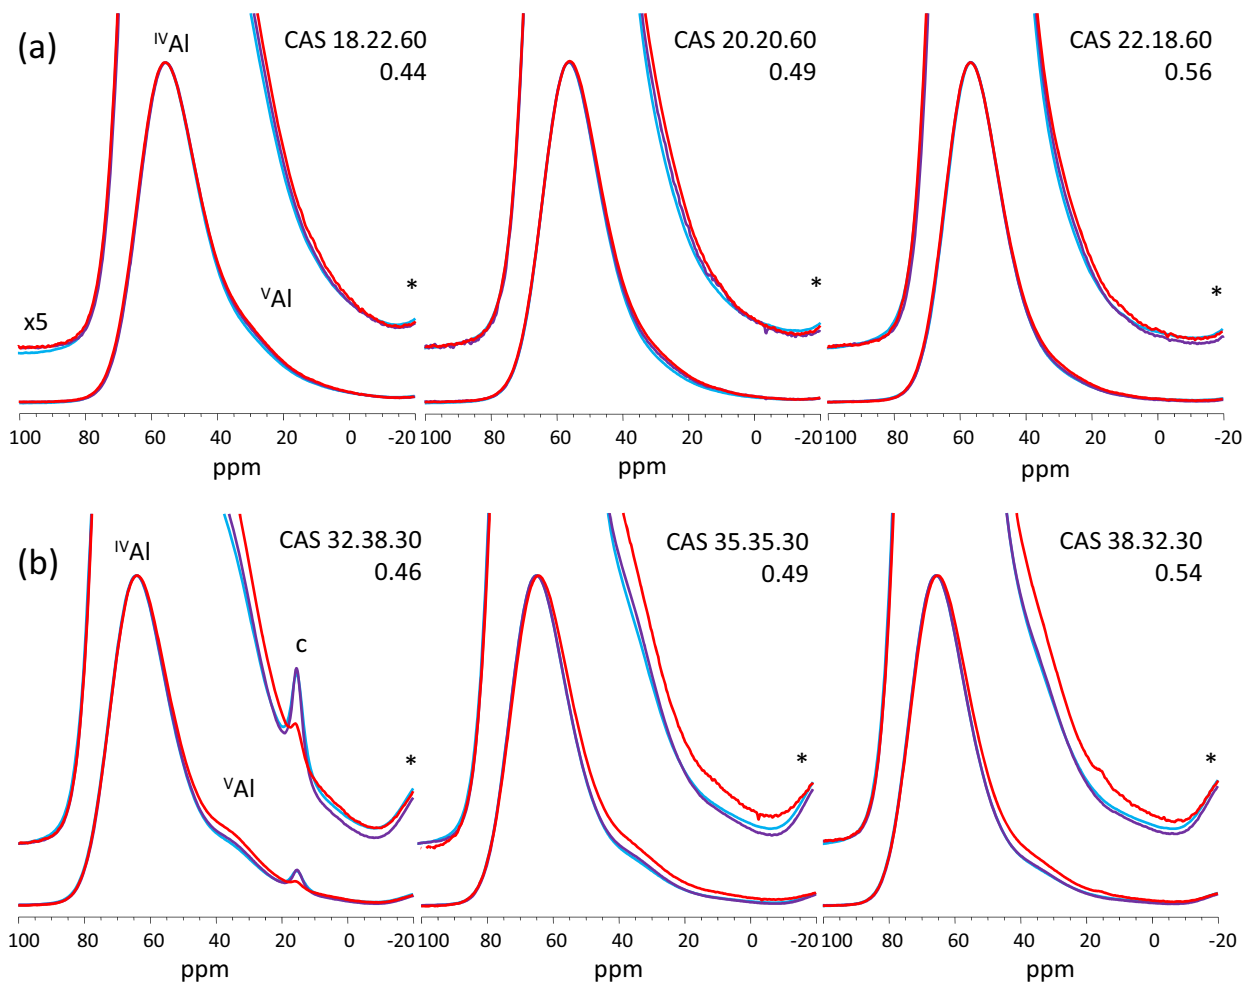 (a)
IVAl
CAS 18.22.60
0.44
VAl
*
x5
CAS 20.20.60
0.49
*
CAS 22.18.60
0.56
*
100 80 60 40 20 0 -20
100 80 60 40 20 0 -20
100 80 60 40 20 0 -20
ppm
ppm
ppm
(b)
IVAl
CAS 32.38.30
0.46
c
VAl
*
CAS 35.35.30
0.49
*
CAS 38.32.30
0.54
*
100 80 60 40 20 0 -20
100 80 60 40 20 0 -20
100 80 60 40 20 0 -20
ppm
ppm
ppm